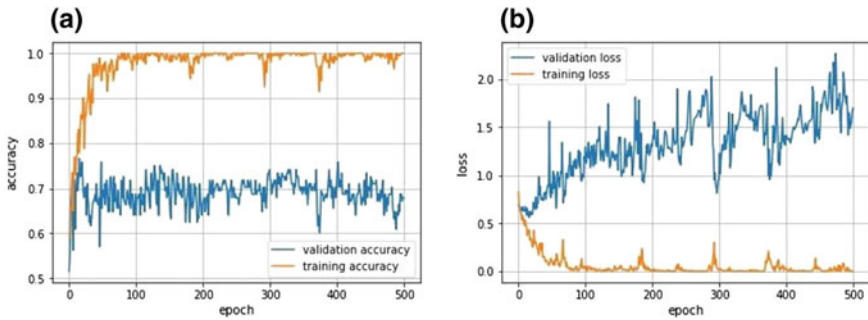 (a)
1.0
0.9
0.8
0.7
0.6
0.5
accuracy
validation accuracy
training accuracy
0
100
200
300
400
500
epoch
(b)
validation loss
training loss
2.0
1.5
1.0
0.5
0.0
loss
0
100
200
300
400
500
epoch